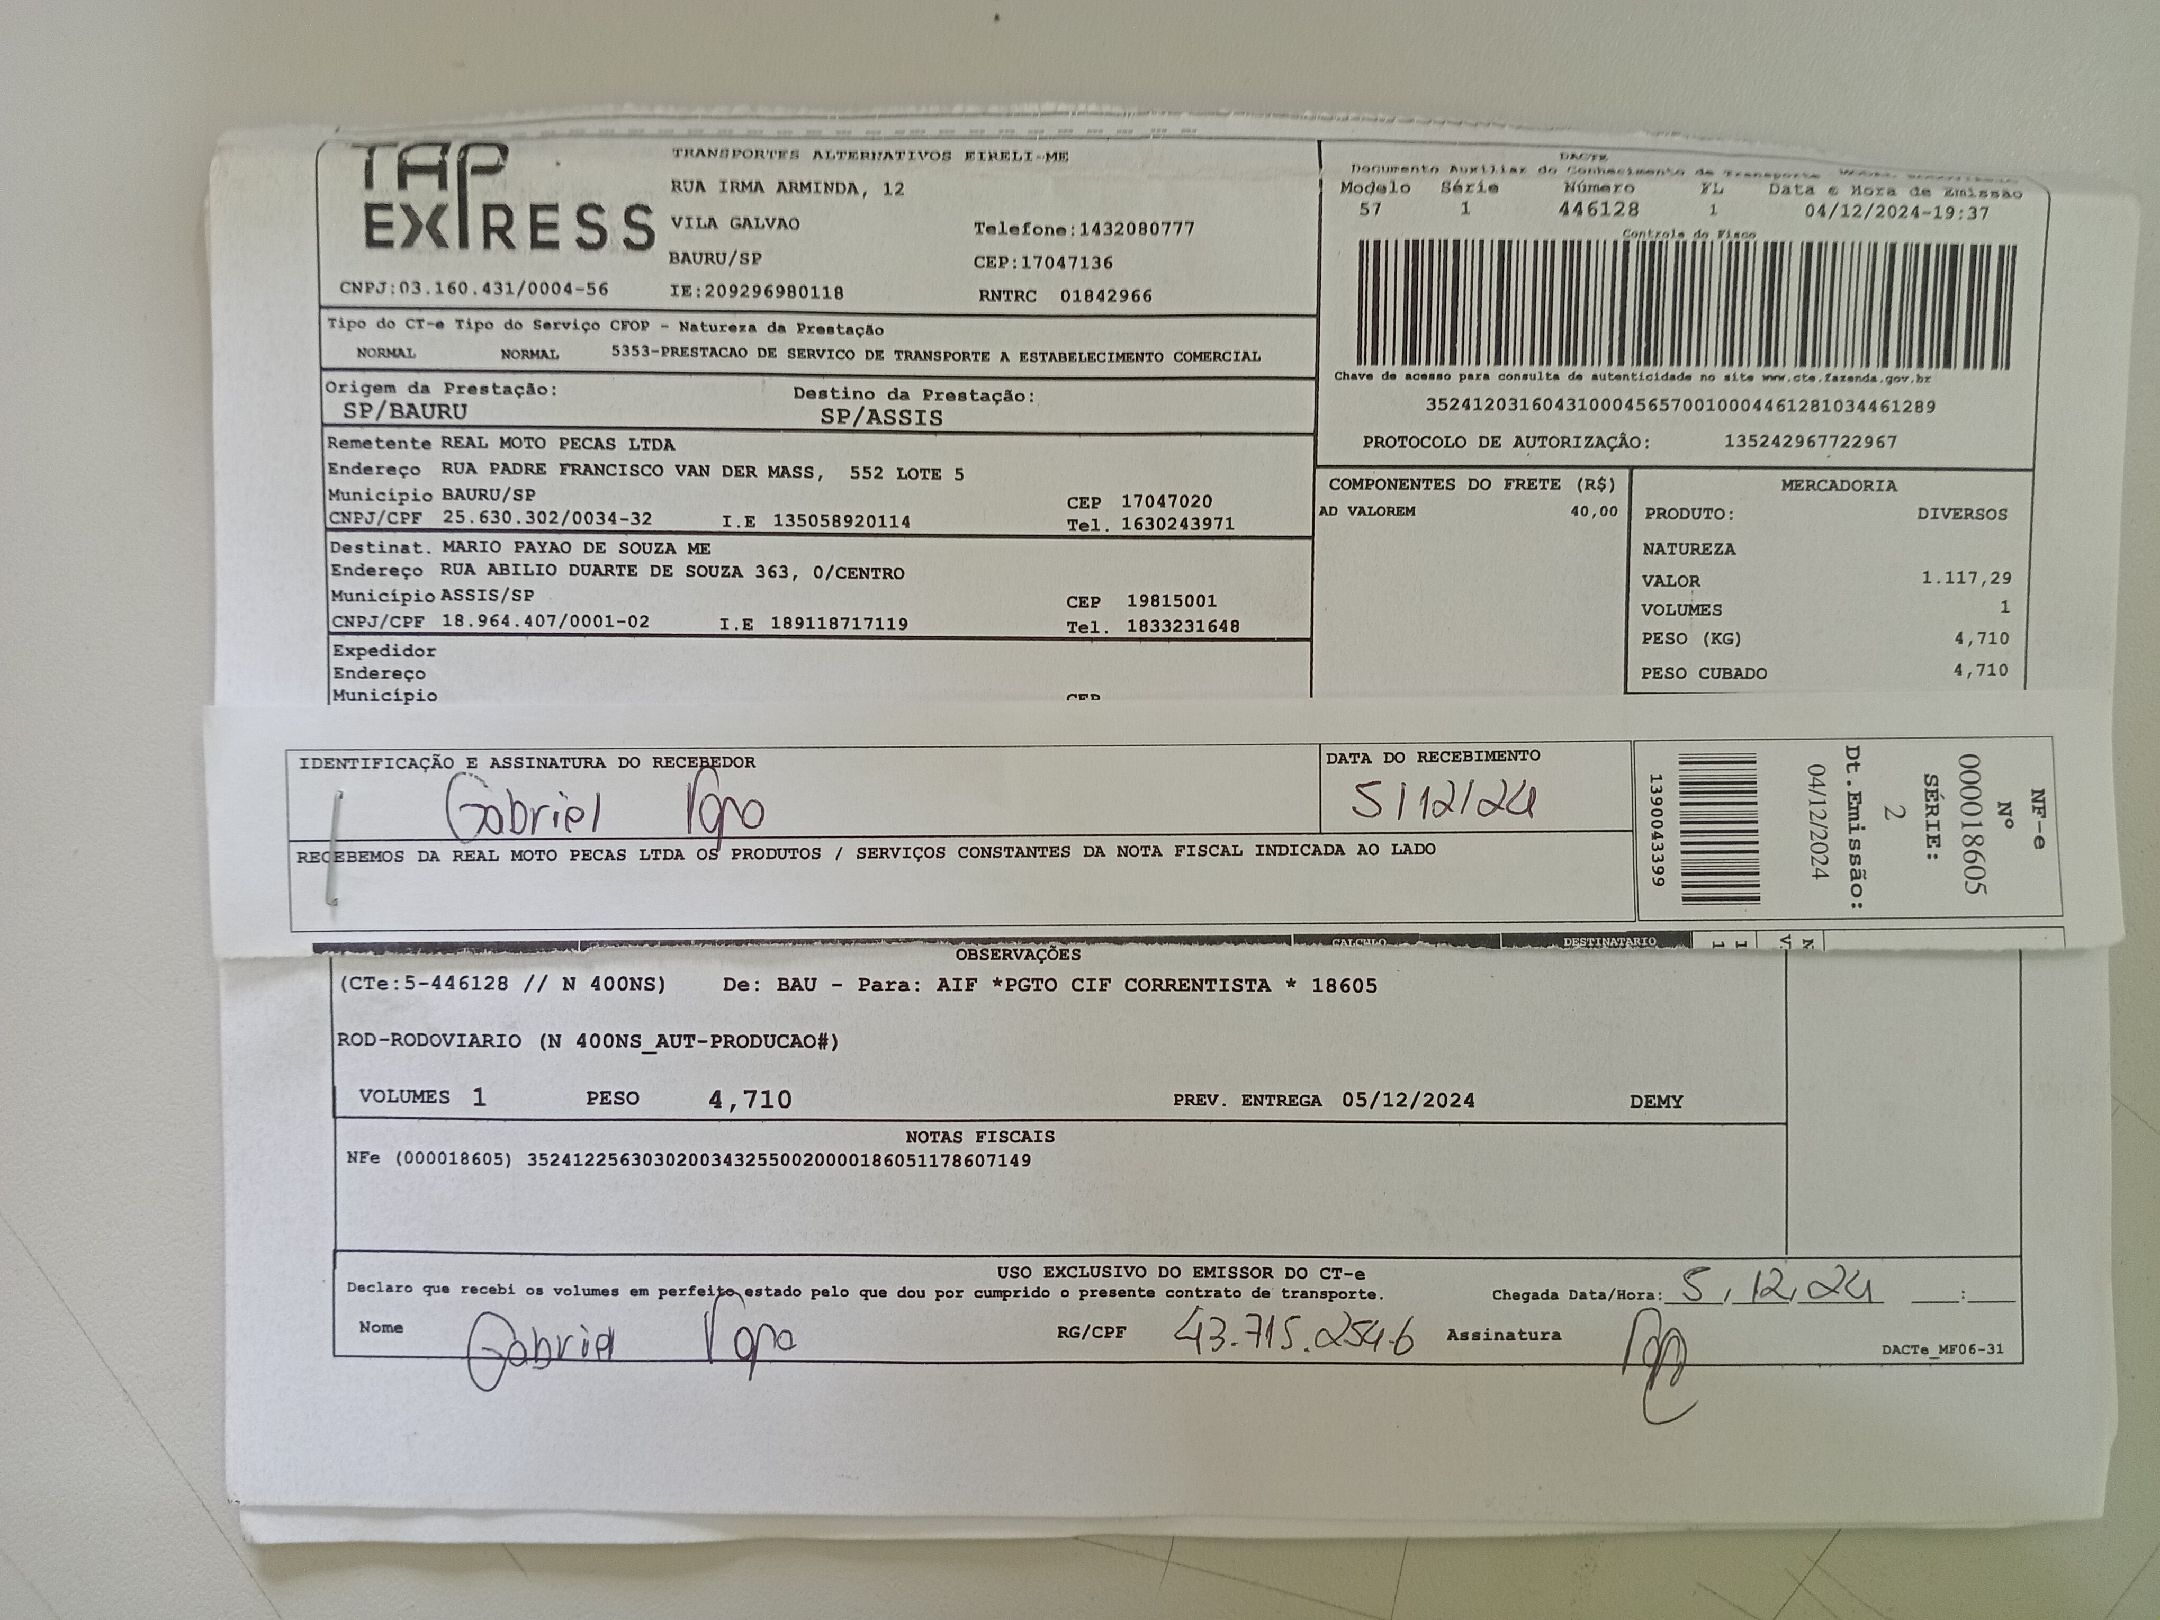 TAP
EXPRESS
CNPJ:03.160.431/0004-56
TRANSPORTES ALTERNATIVOS EIRELI-ME
RUA IRMA ARMINDA, 12
VILA GALVAO Telefone:1432080777
BAURU/SP CEP:17047136
IE:209296980118 RNTRC 01842966
DACTE
Documento Auxiliar do Conhecimento de Transporte
Modelo Série Número FL Data e Hora de Emissão
57 1 446128 1 04/12/2024-19:37
Controle do Fisco
Chave de acesso para consulta de autenticidade no site www.cte.fazenda.gov.br
35241203160431000456570010004461281034461289
PROTOCOLO DE AUTORIZAÇÃO: 135242967722967
Tipo do CT-e Tipo do Serviço CFOP - Natureza da Prestação
NORMAL NORMAL 5353-PRESTACAO DE SERVICO DE TRANSPORTE A ESTABELECIMENTO COMERCIAL
Origem da Prestação: Destino da Prestação:
SP/BAURU SP/ASSIS
Remetente REAL MOTO PECAS LTDA
Endereço RUA PADRE FRANCISCO VAN DER MASS, 552 LOTE 5
Município BAURU/SP CEP 17047020
CNPJ/CPF 25.630.302/0034-32 I.E 135058920114 Tel. 1630243971
Destinat. MARIO PAYAO DE SOUZA ME
Endereço RUA ABILIO DUARTE DE SOUZA 363, 0/CENTRO
Município ASSIS/SP CEP 19815001
CNPJ/CPF 18.964.407/0001-02 I.E 189118717119 Tel. 1833231648
Expedidor
Endereço
Município CEP
COMPONENTES DO FRETE (R$)
AD VALOREM 40,00
MERCADORIA
PRODUTO: DIVERSOS
NATUREZA
VALOR 1.117,29
VOLUMES 1
PESO (KG) 4,710
PESO CUBADO 4,710
IDENTIFICAÇÃO E ASSINATURA DO RECEBEDOR
Gabriel
DATA DO RECEBIMENTO
5/12/24
RECEBEMOS DA REAL MOTO PECAS LTDA OS PRODUTOS / SERVIÇOS CONSTANTES DA NOTA FISCAL INDICADA AO LADO
NF-e
Nº
000018605
SÉRIE:
2
Dt.Emissão:
04/12/2024
1390043399
CALCULO DESTINATARIO
OBSERVAÇÕES
(CTe:5-446128 // N 400NS) De: BAU - Para: AIF *PGTO CIF CORRENTISTA * 18605
ROD-RODOVIARIO (N 400NS_AUT-PRODUCAO#)
VOLUMES 1 PESO 4,710 PREV. ENTREGA 05/12/2024 DEMY
NOTAS FISCAIS
NFe (000018605) 35241225630302003432550020000186051178607149
USO EXCLUSIVO DO EMISSOR DO CT-e
Declaro que recebi os volumes em perfeito estado pelo que dou por cumprido o presente contrato de transporte. Chegada Data/Hora: 5, 12, 24 __:__
Nome Gabriel RG/CPF 43.715.254-6 Assinatura
DACTe_MF06-31